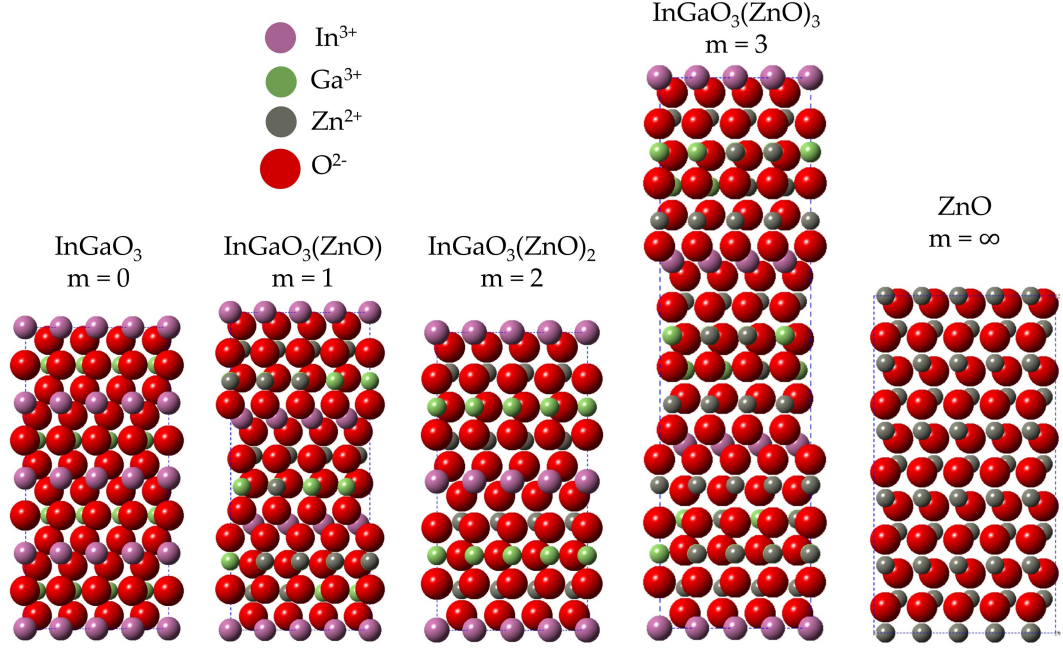 InGaO₃(ZnO)₃
m = 3
In³⁺
Ga³⁺
Zn²⁺
O²⁻
ZnO
m = ∞
InGaO₃
m = 0
InGaO₃(ZnO)
m = 1
InGaO₃(ZnO)₂
m = 2